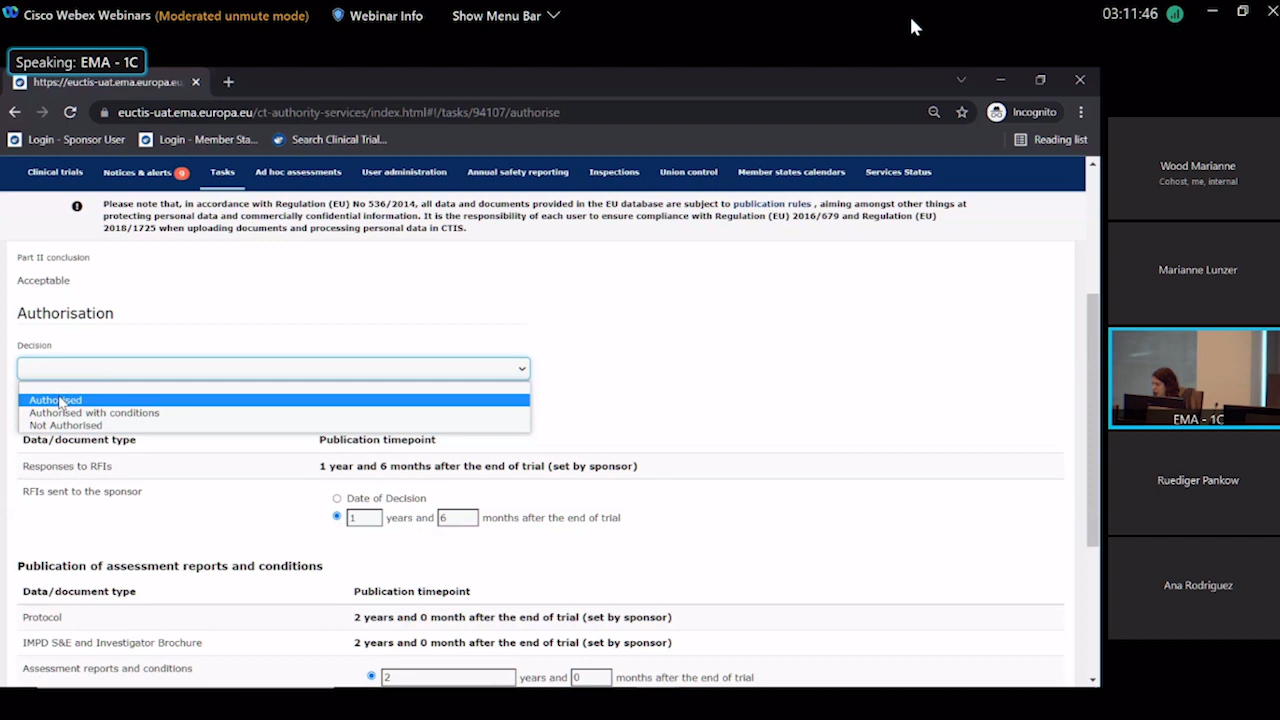 Cisco Webex Webinars (Moderated unmute mode) Webinar Info Show Menu Bar 03:11:46
Speaking: EMA - 1C
https://euctis-uat.ema.europa.eu
euctis-uat.ema.europa.eu/ct-authority-services/index.html#!/tasks/94107/authorise Incognito
Login - Sponsor User Login - Member Sta... Search Clinical Trial... Reading list
Clinical trials Notices & alerts Tasks Ad hoc assessments User administration Annual safety reporting Inspections Union control Member states calendars Services Status
Please note that, in accordance with Regulation (EU) No 536/2014, all data and documents provided in the EU database are subject to publication rules , aiming amongst other things at
protecting personal data and commercially confidential information. It is the responsibility of each user to ensure compliance with Regulation (EU) 2016/679 and Regulation (EU)
2018/1725 when uploading documents and processing personal data in CTIS.
Part II conclusion
Acceptable
Authorisation
Decision
Authorised
Authorised with conditions
Not Authorised
Data/document type Publication timepoint
Responses to RFIs 1 year and 6 months after the end of trial (set by sponsor)
RFIs sent to the sponsor Date of Decision
1 years and 6 months after the end of trial
Publication of assessment reports and conditions
Data/document type Publication timepoint
Protocol 2 years and 0 month after the end of trial (set by sponsor)
IMPD S&E and Investigator Brochure 2 years and 0 month after the end of trial (set by sponsor)
Assessment reports and conditions 2 years and 0 months after the end of trial
Wood Marianne
Cohost, me, internal
Marianne Lunzer
EMA - 1C
Ruediger Pankow
Ana Rodriguez